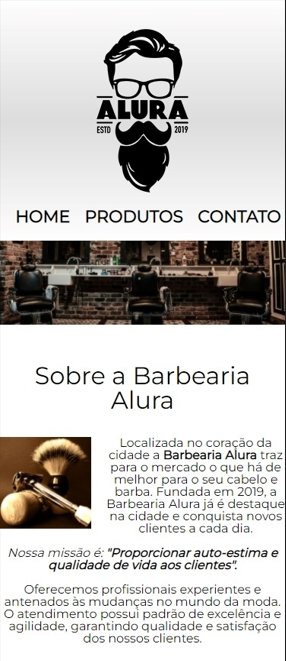 ALURA
ESTD 2019
HOME PRODUTOS CONTATO
Sobre a Barbearia
Alura
Localizada no coração da
cidade a Barbearia Alura traz
para o mercado o que há de
melhor para o seu cabelo e
barba. Fundada em 2019, a
Barbearia Alura já é destaque
na cidade e conquista novos
clientes a cada dia.
Nossa missão é: "Proporcionar auto-estima e
qualidade de vida aos clientes".
Oferecemos profissionais experientes e
antenados às mudanças no mundo da moda.
O atendimento possui padrão de excelência e
agilidade, garantindo qualidade e satisfação
dos nossos clientes.